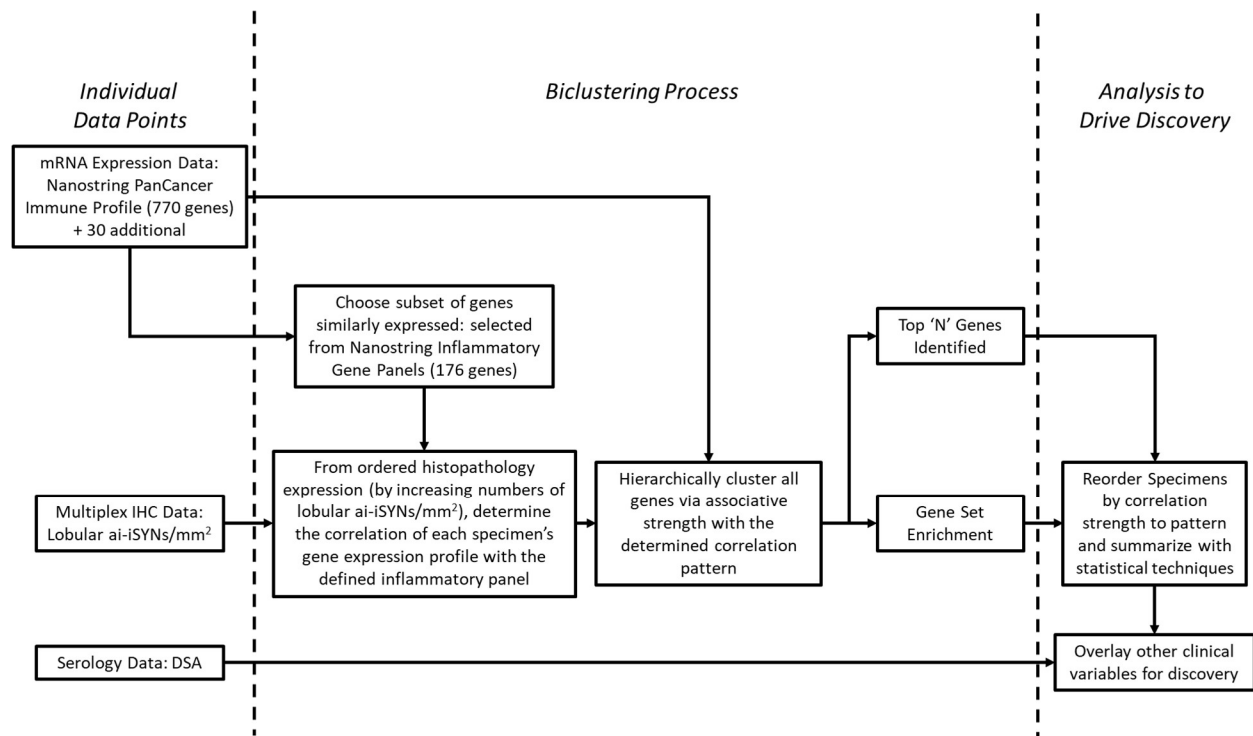 Individual
Data Points
Biclustering Process
Analysis to
Drive Discovery
mRNA Expression Data:
Nanostring PanCancer
Immune Profile (770 genes)
+ 30 additional
Choose subset of genes
similarly expressed: selected
from Nanostring Inflammatory
Gene Panels (176 genes)
Top ‘N’ Genes
Identified
Multiplex IHC Data:
Lobular ai-iSYNs/mm²
From ordered histopathology
expression (by increasing numbers of
lobular ai-iSYNs/mm²), determine
the correlation of each specimen’s
gene expression profile with the
defined inflammatory panel
Hierarchically cluster all
genes via associative
strength with the
determined correlation
pattern
Gene Set
Enrichment
Reorder Specimens
by correlation
strength to pattern
and summarize with
statistical techniques
Serology Data: DSA
Overlay other clinical
variables for discovery